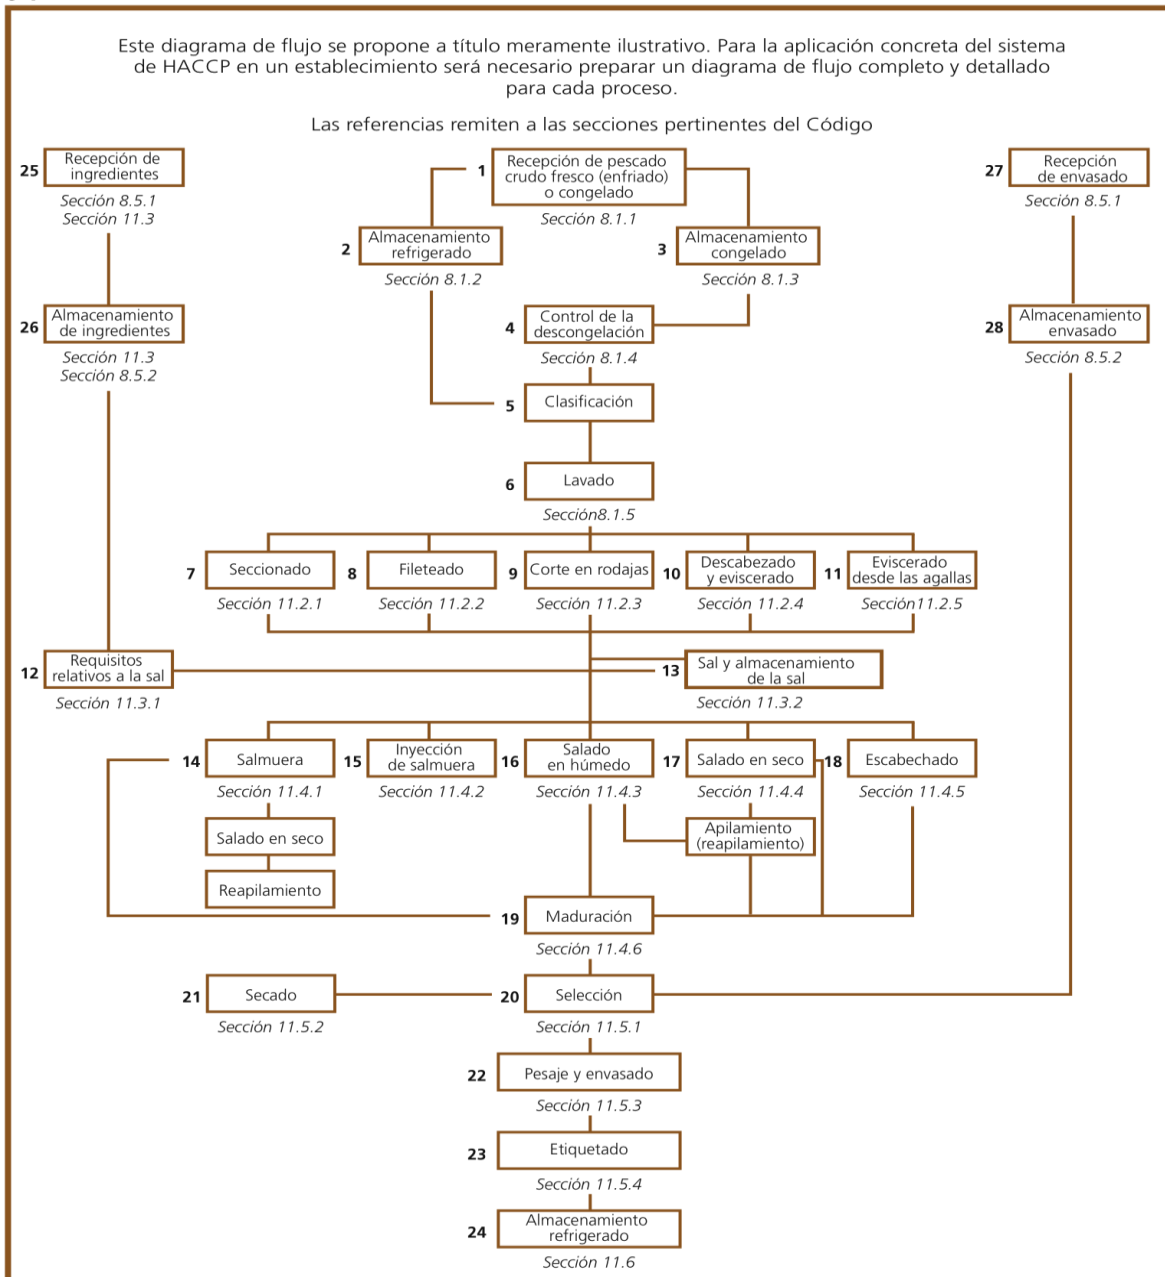 Este diagrama de flujo se propone a título meramente ilustrativo. Para la aplicación concreta del sistema
de HACCP en un establecimiento será necesario preparar un diagrama de flujo completo y detallado
para cada proceso.
Las referencias remiten a las secciones pertinentes del Código
25
Recepción de
ingredientes
Sección 8.5.1
Sección 11.3
1
Recepción de pescado
crudo fresco (enfriado)
o congelado
Sección 8.1.1
27
Recepción
de envasado
Sección 8.5.1
2
Almacenamiento
refrigerado
Sección 8.1.2
3
Almacenamiento
congelado
Sección 8.1.3
26
Almacenamiento
de ingredientes
Sección 11.3
Sección 8.5.2
4
Control de la
descongelación
Sección 8.1.4
28
Almacenamiento
envasado
Sección 8.5.2
5
Clasificación
6
Lavado
Sección8.1.5
7
Seccionado
Sección 11.2.1
8
Fileteado
Sección 11.2.2
9
Corte en rodajas
Sección 11.2.3
10
Descabezado
y eviscerado
Sección 11.2.4
11
Eviscerado
desde las agallas
Sección11.2.5
12
Requisitos
relativos a la sal
Sección 11.3.1
13
Sal y almacenamiento
de la sal
Sección 11.3.2
14
Salmuera
Sección 11.4.1
15
Inyección
de salmuera
Sección 11.4.2
16
Salado
en húmedo
Sección 11.4.3
17
Salado en seco
Sección 11.4.4
18
Escabechado
Sección 11.4.5
Salado en seco
Apilamiento
(reapilamiento)
Reapilamiento
19
Maduración
Sección 11.4.6
21
Secado
Sección 11.5.2
20
Selección
Sección 11.5.1
22
Pesaje y envasado
Sección 11.5.3
23
Etiquetado
Sección 11.5.4
24
Almacenamiento
refrigerado
Sección 11.6